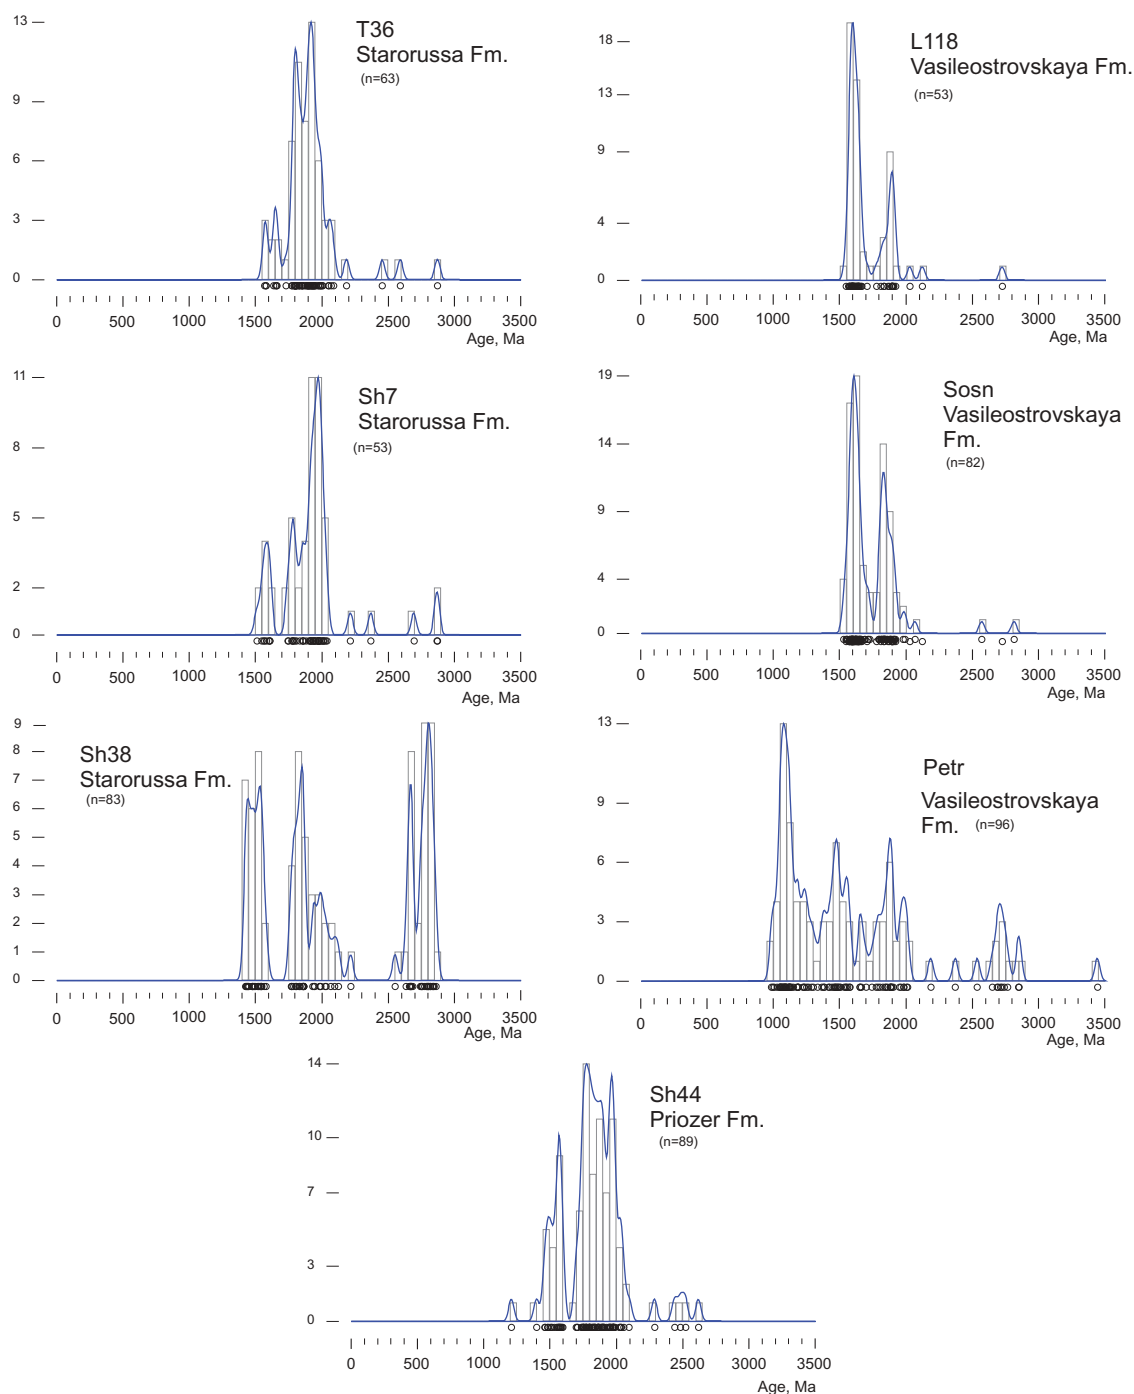 13
9
6
3
0
T36
Starorussa Fm.
(n=63)
0 500 1000 1500 2000 2500 3000 3500
Age, Ma
18
13
9
4
0
L118
Vasileostrovskaya Fm.
(n=53)
0 500 1000 1500 2000 2500 3000 3500
Age, Ma
11
8
5
2
0
Sh7
Starorussa Fm.
(n=53)
0 500 1000 1500 2000 2500 3000 3500
Age, Ma
19
14
9
4
0
Sosn
Vasileostrovskaya
Fm.
(n=82)
0 500 1000 1500 2000 2500 3000 3500
Age, Ma
9
8
7
6
5
4
3
2
1
0
Sh38
Starorussa Fm.
(n=83)
0 500 1000 1500 2000 2500 3000 3500
Age, Ma
13
9
6
3
0
Petr
Vasileostrovskaya
Fm. (n=96)
0 500 1000 1500 2000 2500 3000 3500
Age, Ma
14
10
7
3
0
Sh44
Priozer Fm.
(n=89)
0 500 1000 1500 2000 2500 3000 3500
Age, Ma